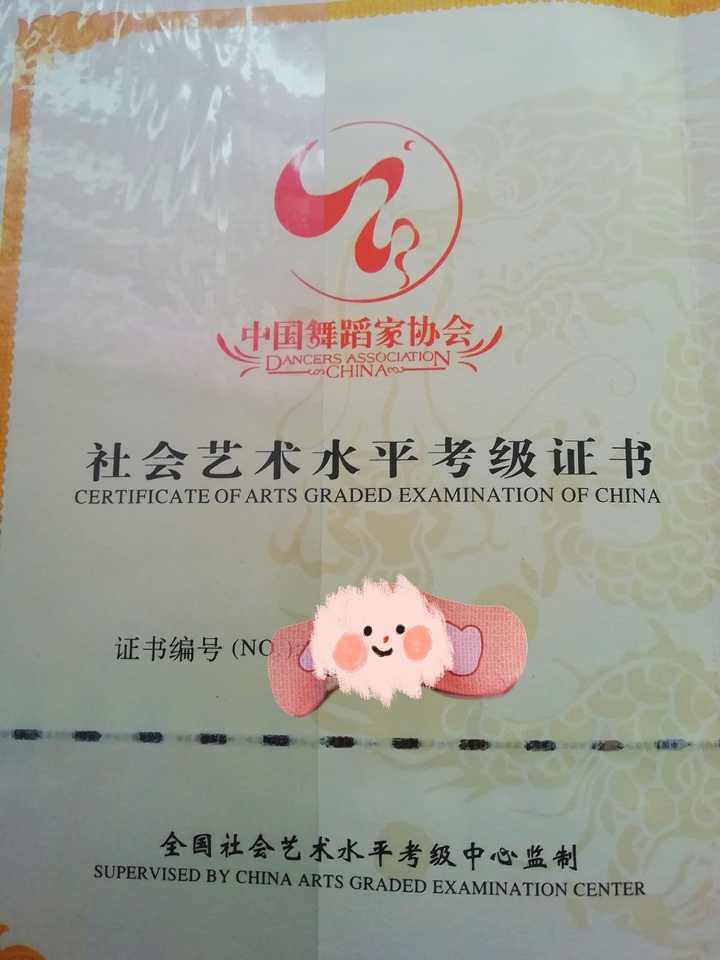 中国舞蹈家协会
DANCERS ASSOCIATION
CHINA
社会艺术水平考级证书
CERTIFICATE OF ARTS GRADED EXAMINATION OF CHINA
证书编号 (NO.):
全国社会艺术水平考级中心监制
SUPERVISED BY CHINA ARTS GRADED EXAMINATION CENTER